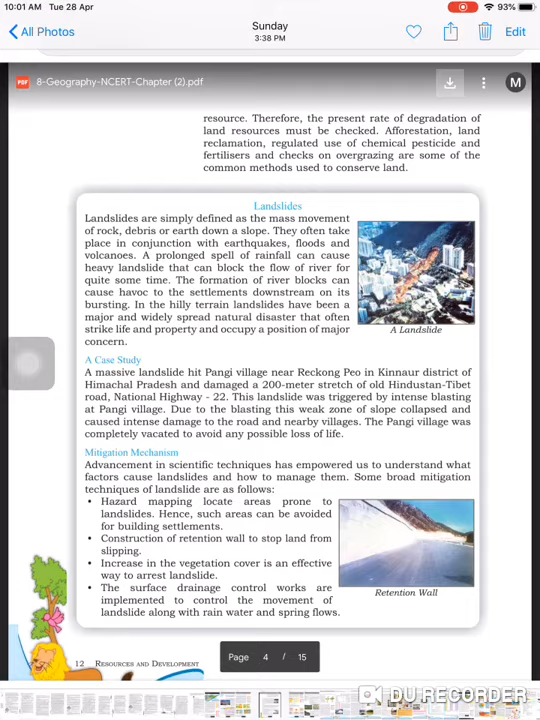 10:01 AM Tue 28 Apr
93%
All Photos
Sunday
3:38 PM
Edit
PDF 8-Geography-NCERT-Chapter (2).pdf
M
resource. Therefore, the present rate of degradation of
land resources must be checked. Afforestation, land
reclamation, regulated use of chemical pesticide and
fertilisers and checks on overgrazing are some of the
common methods used to conserve land.
Landslides
Landslides are simply defined as the mass movement
of rock, debris or earth down a slope. They often take
place in conjunction with earthquakes, floods and
volcanoes. A prolonged spell of rainfall can cause
heavy landslide that can block the flow of river for
quite some time. The formation of river blocks can
cause havoc to the settlements downstream on its
bursting. In the hilly terrain landslides have been a
major and widely spread natural disaster that often
strike life and property and occupy a position of major
concern.
A Landslide
A Case Study
A massive landslide hit Pangi village near Reckong Peo in Kinnaur district of
Himachal Pradesh and damaged a 200-meter stretch of old Hindustan-Tibet
road, National Highway - 22. This landslide was triggered by intense blasting
at Pangi village. Due to the blasting this weak zone of slope collapsed and
caused intense damage to the road and nearby villages. The Pangi village was
completely vacated to avoid any possible loss of life.
Mitigation Mechanism
Advancement in scientific techniques has empowered us to understand what
factors cause landslides and how to manage them. Some broad mitigation
techniques of landslide are as follows:
• Hazard mapping locate areas prone to
landslides. Hence, such areas can be avoided
for building settlements.
• Construction of retention wall to stop land from
slipping.
• Increase in the vegetation cover is an effective
way to arrest landslide.
• The surface drainage control works are
implemented to control the movement of
landslide along with rain water and spring flows.
Retention Wall
Page 4 / 15
12 RESOURCES AND DEVELOPMENT
DU RECORDER